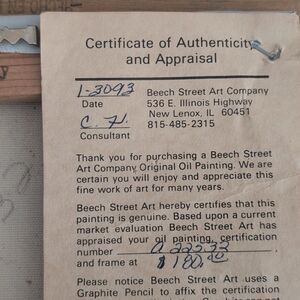 Certificate of Authenticity
and Appraisal
1-3093
Date
Beech Street Art Company
536 E. Illinois Highway
New Lenox, IL 60451
815-485-2315
C. H.
Consultant
Thank you for purchasing a Beech Street
Art Company Original Oil Painting. We are
certain you will enjoy and appreciate this
fine work of art for many years.
Beech Street Art hereby certifies that this
painting is genuine. Based upon a current
market evaluation Beech Street Art has
appraised your oil painting, certification
number
and frame at $180.00
Please notice Beech Street Art uses a
Graphite Pencil to affix the certification